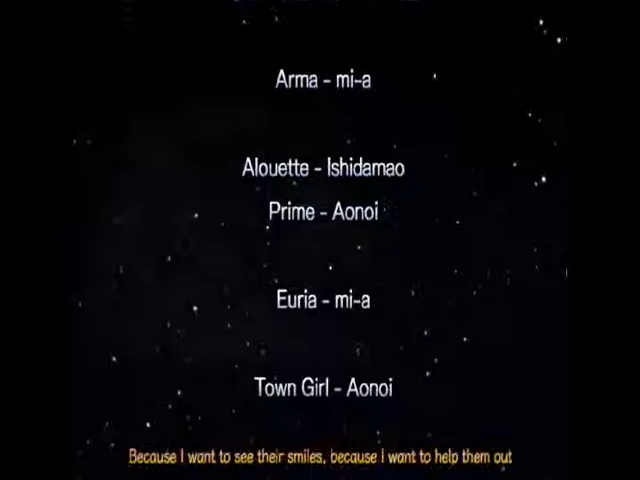 Arma - mi-a
Alouette - Ishidamao
Prime - Aonoi
Euria - mi-a
Town Girl - Aonoi
Because I want to see their smiles, because I want to help them out